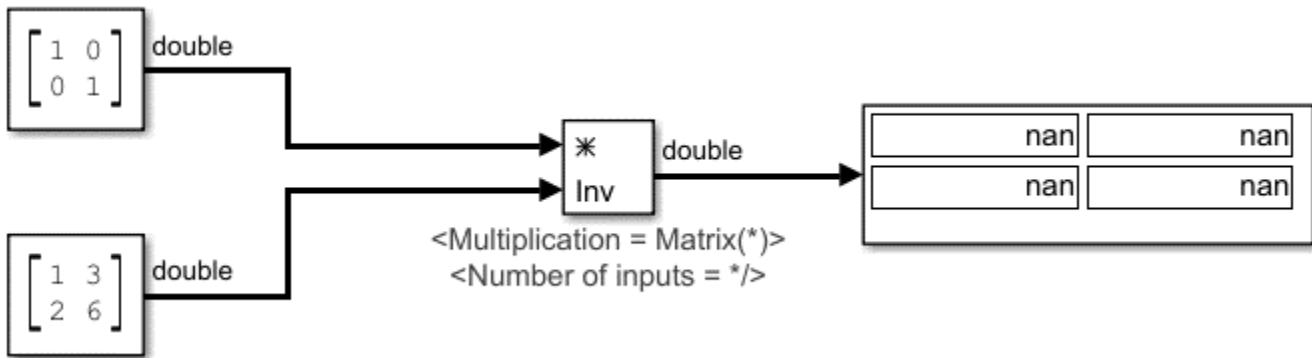 1 0
0 1
double
1 3
2 6
double
*
Inv
<Multiplication = Matrix(*)>
<Number of inputs = */>
double
nan nan
nan nan